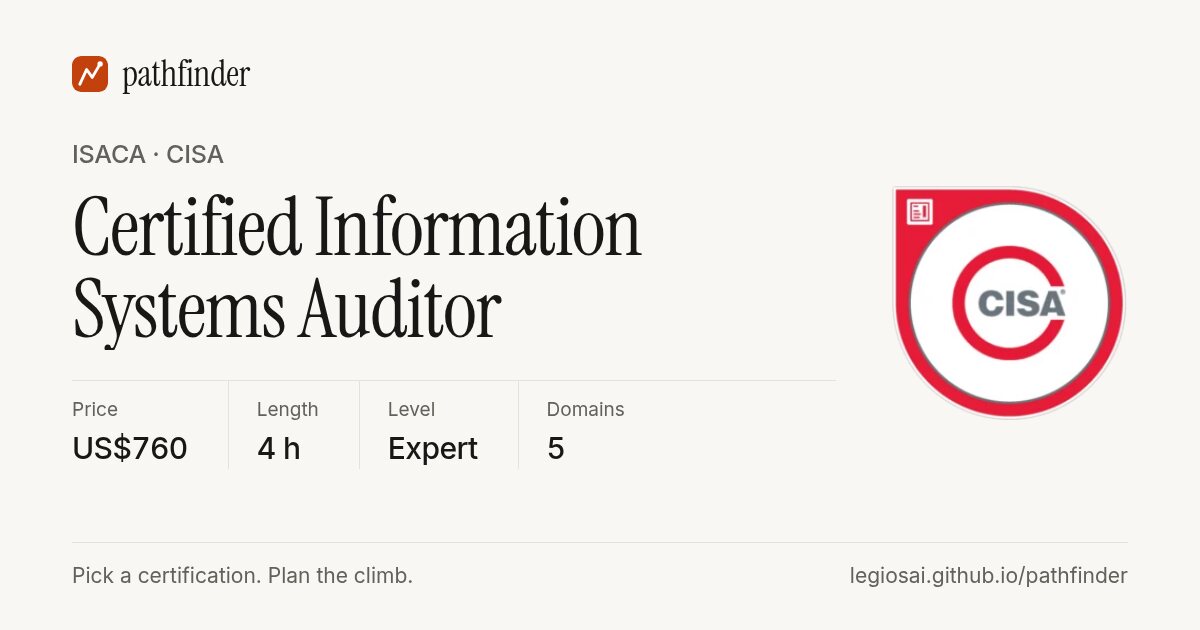 pathfinder
ISACA · CISA
Certified Information
Systems Auditor
CISA®
Price
US$760
Length
4 h
Level
Expert
Domains
5
Pick a certification. Plan the climb.
legiosai.github.io/pathfinder